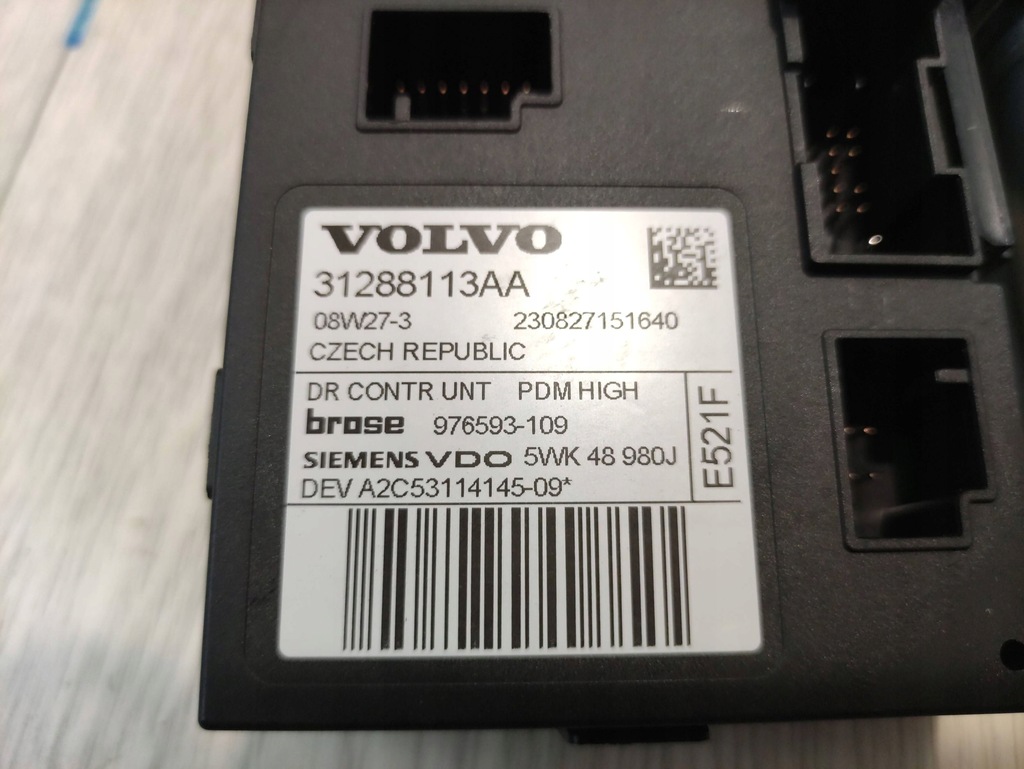 VOLVO
31288113AA
08W27-3 230827151640
CZECH REPUBLIC
DR CONTR UNT PDM HIGH
brose 976593-109
SIEMENS VDO 5WK 48 980J
DEV A2C53114145-09*
E521F